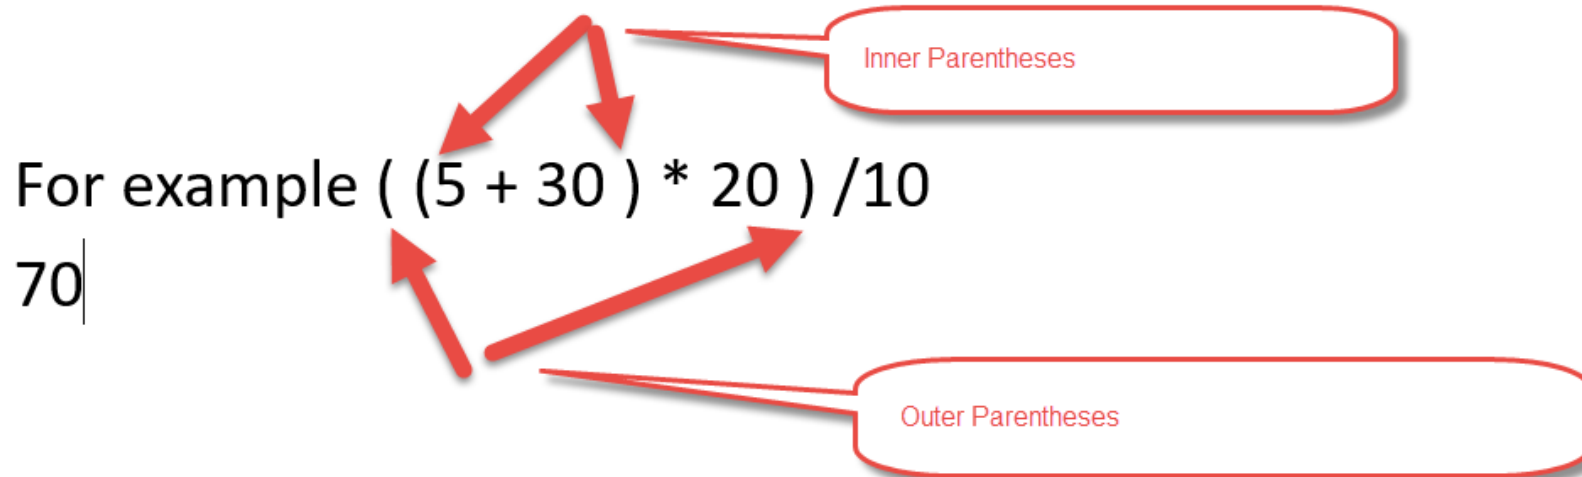 Inner Parentheses
For example ( (5 + 30 ) * 20 ) /10
70
Outer Parentheses